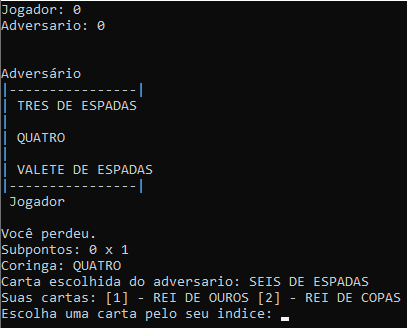 Jogador: 0
Adversario: 0
Adversário
|----------------|
| TRES DE ESPADAS
|
| QUATRO
|
| VALETE DE ESPADAS
|----------------|
Jogador
Você perdeu.
Subpontos: 0 x 1
Coringa: QUATRO
Carta escolhida do adversario: SEIS DE ESPADAS
Suas cartas: [1] - REI DE OUROS [2] - REI DE COPAS
Escolha uma carta pelo seu indice: